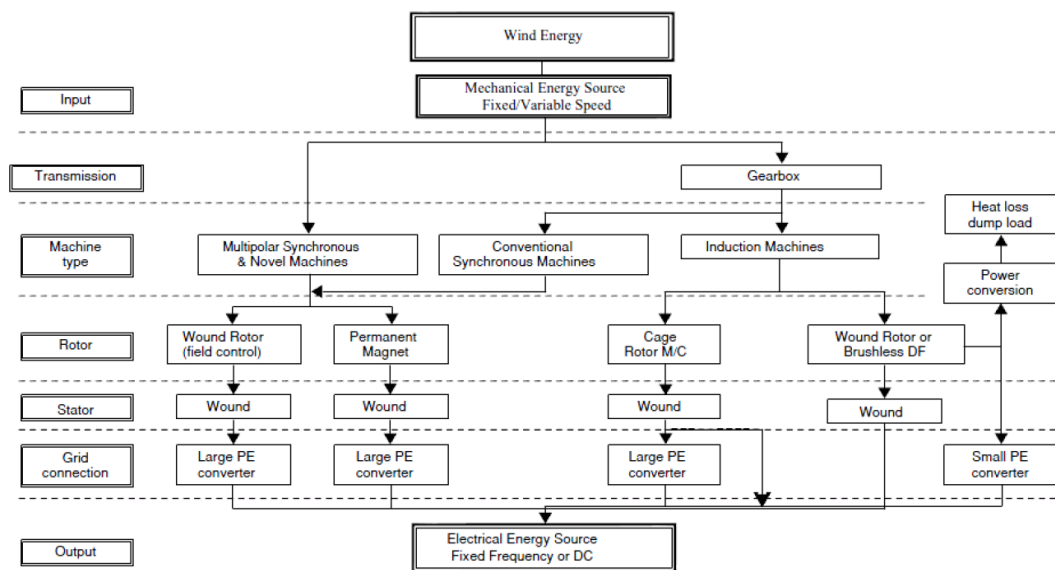 Wind Energy
Input
Mechanical Energy Source
Fixed/Variable Speed
Transmission
Gearbox
Heat loss
dump load
Machine
type
Multipolar Synchronous
& Novel Machines
Conventional
Synchronous Machines
Induction Machines
Power
conversion
Rotor
Wound Rotor
(field control)
Permanent
Magnet
Cage
Rotor M/C
Wound Rotor or
Brushless DF
Stator
Wound
Wound
Wound
Wound
Grid
connection
Large PE
converter
Large PE
converter
Large PE
converter
Small PE
converter
Output
Electrical Energy Source
Fixed Frequency or DC